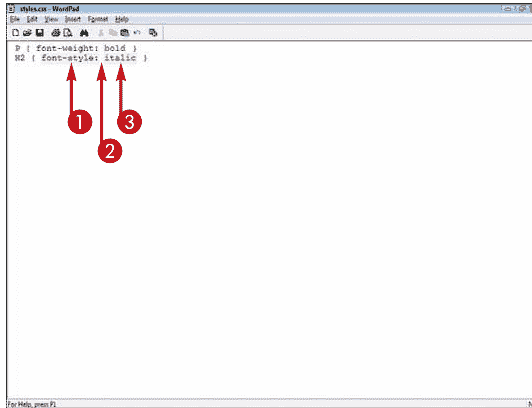 styles.css - WordPad
File Edit View Insert Format Help
P { font-weight: bold }
H2 { font-style: italic }
1
3
2
For Help, press F1